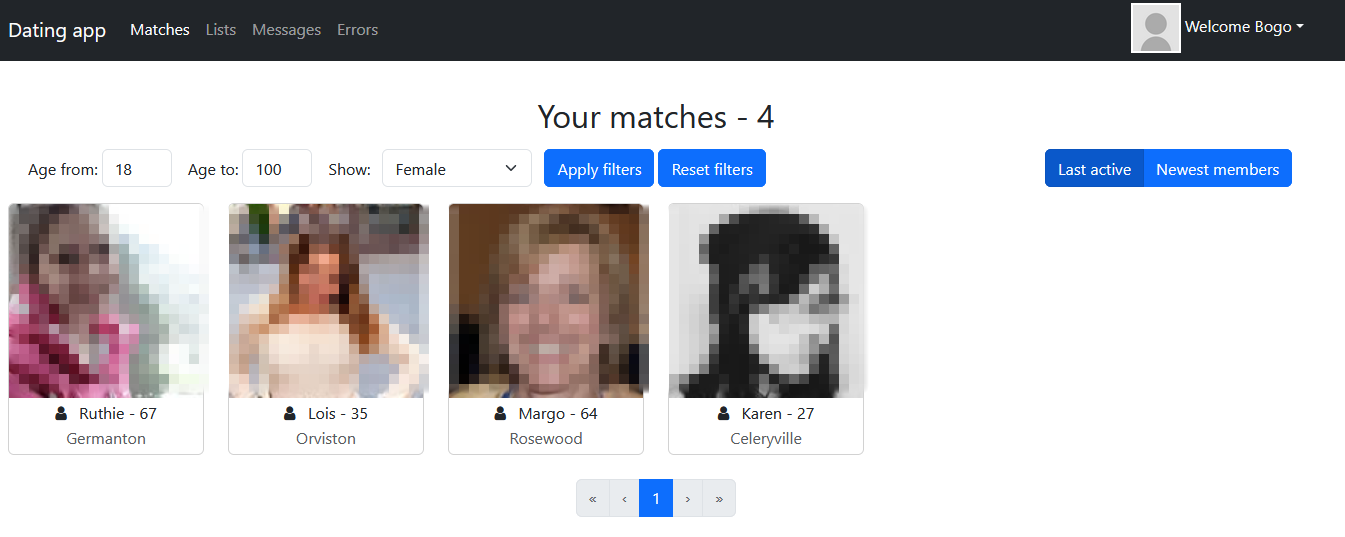 Dating app Matches Lists Messages Errors Welcome Bogo
Your matches - 4
Age from: 18 Age to: 100 Show: Female Apply filters Reset filters Last active Newest members
Ruthie - 67 Lois - 35 Margo - 64 Karen - 27
Germanton Orviston Rosewood Celeryville
« ‹ 1 › »